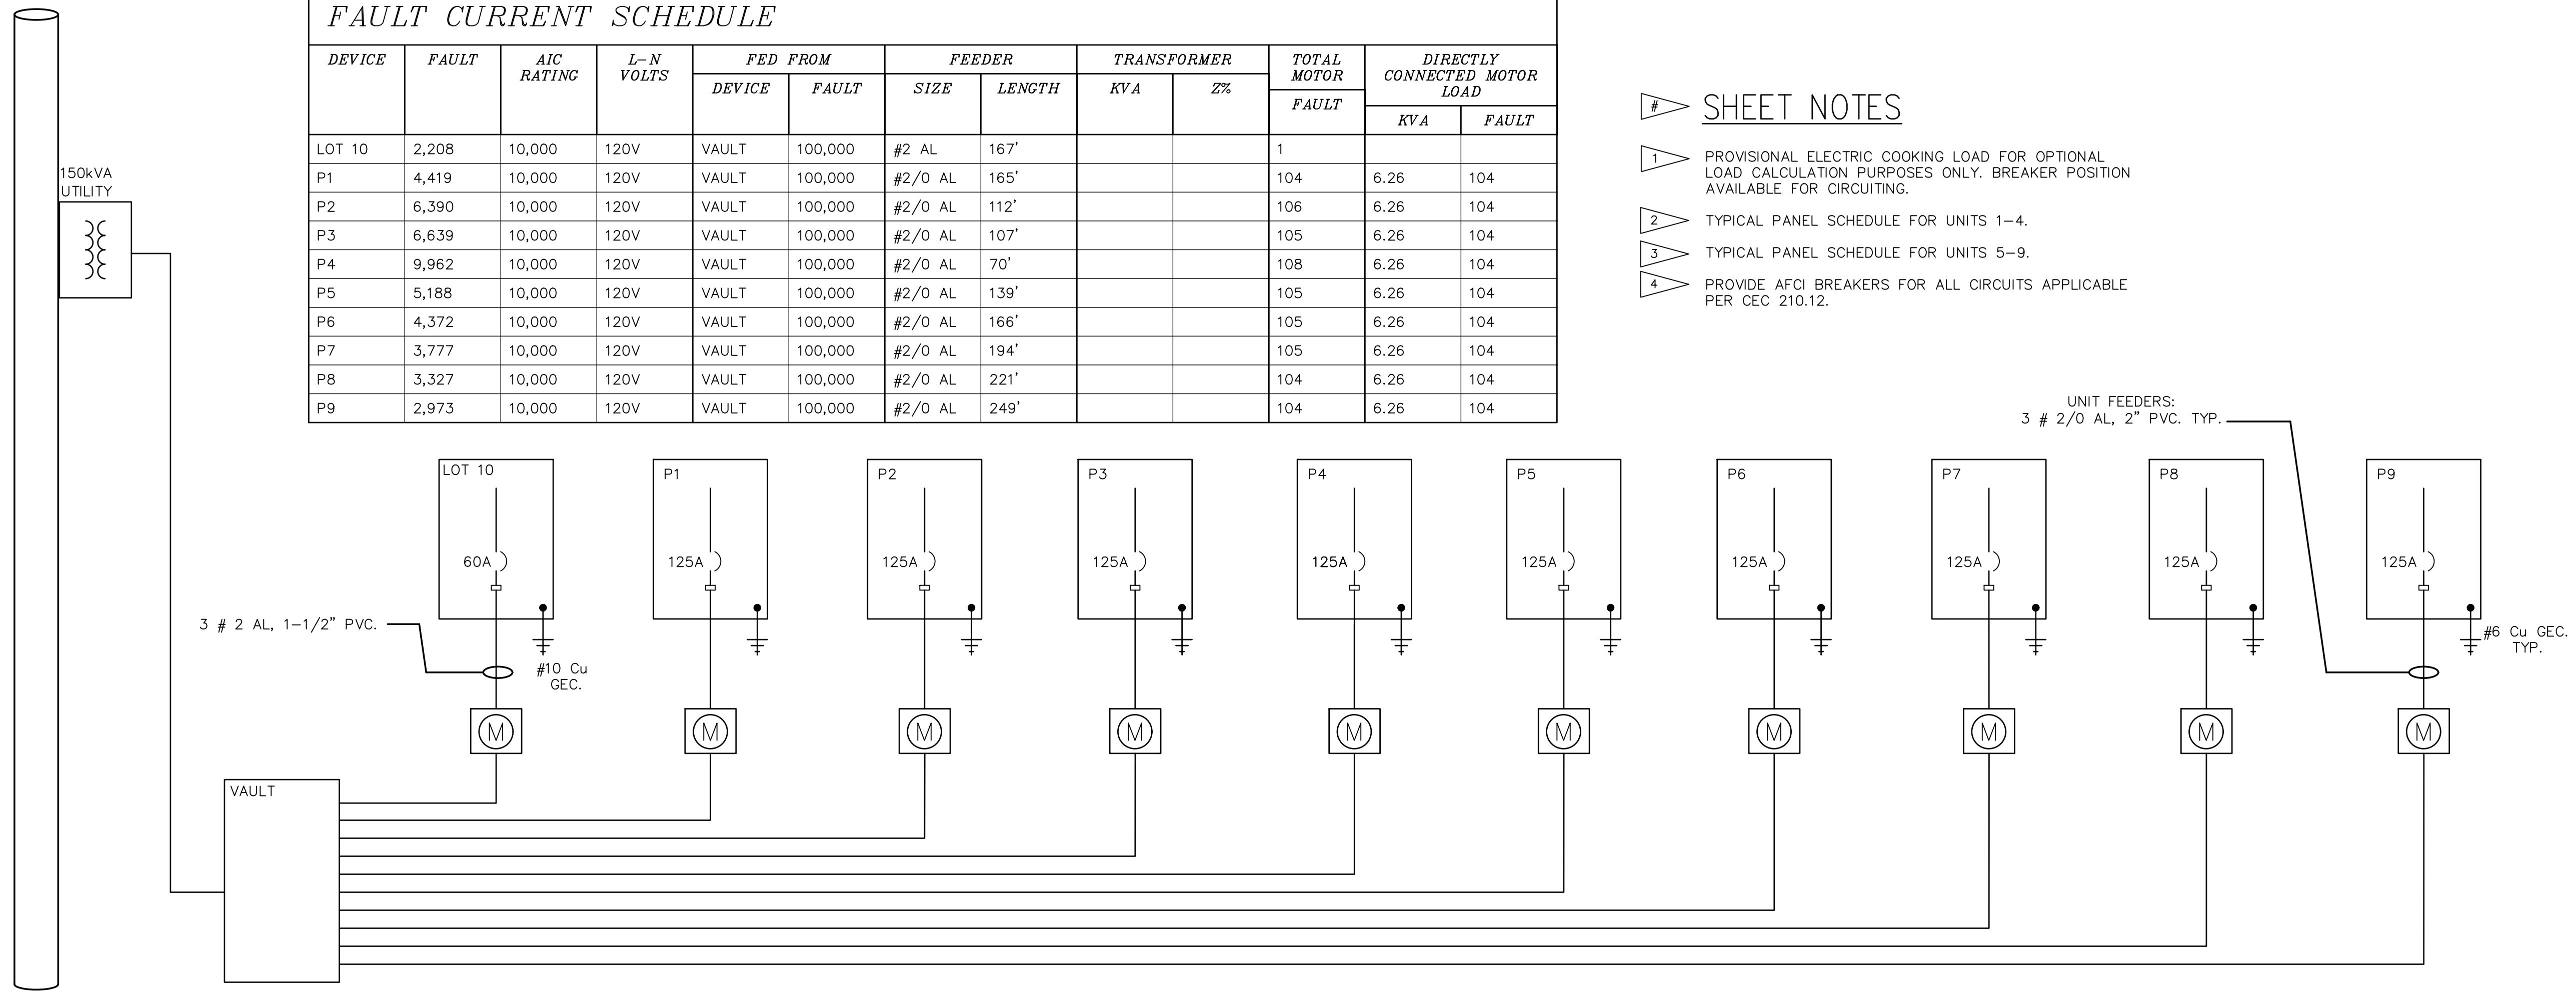 FAULT CURRENT SCHEDULE
DEVICE FAULT AIC RATING L-N VOLTS FED FROM FEEDER TRANSFORMER TOTAL MOTOR DIRECTLY CONNECTED MOTOR LOAD
DEVICE FAULT SIZE LENGTH KVA Z% FAULT KVA FAULT
LOT 10 2,208 10,000 120V VAULT 100,000 #2 AL 167' 1
P1 4,419 10,000 120V VAULT 100,000 #2/0 AL 165' 104 6.26 104
P2 6,390 10,000 120V VAULT 100,000 #2/0 AL 112' 106 6.26 104
P3 6,639 10,000 120V VAULT 100,000 #2/0 AL 107' 105 6.26 104
P4 9,962 10,000 120V VAULT 100,000 #2/0 AL 70' 108 6.26 104
P5 5,188 10,000 120V VAULT 100,000 #2/0 AL 139' 105 6.26 104
P6 4,372 10,000 120V VAULT 100,000 #2/0 AL 166' 105 6.26 104
P7 3,777 10,000 120V VAULT 100,000 #2/0 AL 194' 105 6.26 104
P8 3,327 10,000 120V VAULT 100,000 #2/0 AL 221' 104 6.26 104
P9 2,973 10,000 120V VAULT 100,000 #2/0 AL 249' 104 6.26 104
# SHEET NOTES
1 PROVISIONAL ELECTRIC COOKING LOAD FOR OPTIONAL
LOAD CALCULATION PURPOSES ONLY. BREAKER POSITION
AVAILABLE FOR CIRCUITING.
2 TYPICAL PANEL SCHEDULE FOR UNITS 1-4.
3 TYPICAL PANEL SCHEDULE FOR UNITS 5-9.
4 PROVIDE AFCI BREAKERS FOR ALL CIRCUITS APPLICABLE
PER CEC 210.12.
150kVA
UTILITY
UNIT FEEDERS:
3 # 2/0 AL, 2" PVC. TYP.
LOT 10 P1 P2 P3 P4 P5 P6 P7 P8 P9
60A 125A 125A 125A 125A 125A 125A 125A 125A 125A
3 # 2 AL, 1-1/2" PVC.
#10 Cu
GEC.
#6 Cu GEC.
TYP.
M M M M M M M M M M
VAULT